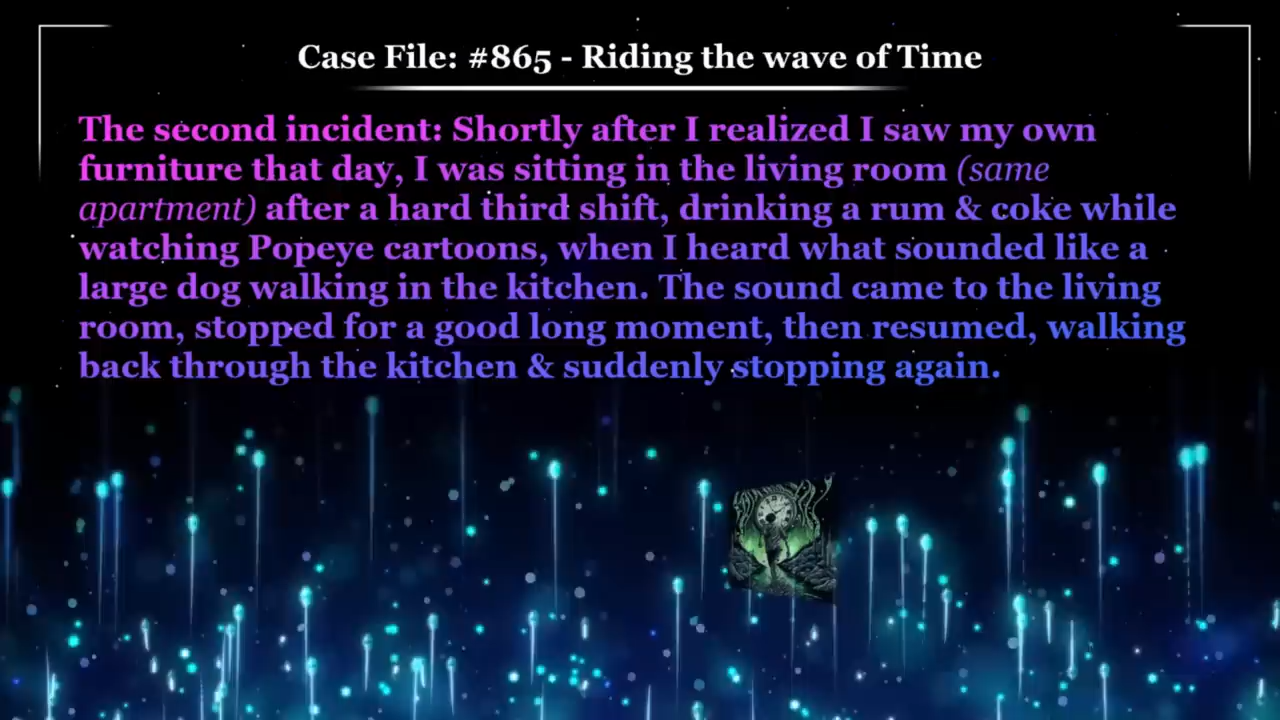 Case File: #865 - Riding the wave of Time
The second incident: Shortly after I realized I saw my own
furniture that day, I was sitting in the living room (same
apartment) after a hard third shift, drinking a rum & coke while
watching Popeye cartoons, when I heard what sounded like a
large dog walking in the kitchen. The sound came to the living
room, stopped for a good long moment, then resumed, walking
back through the kitchen & suddenly stopping again.